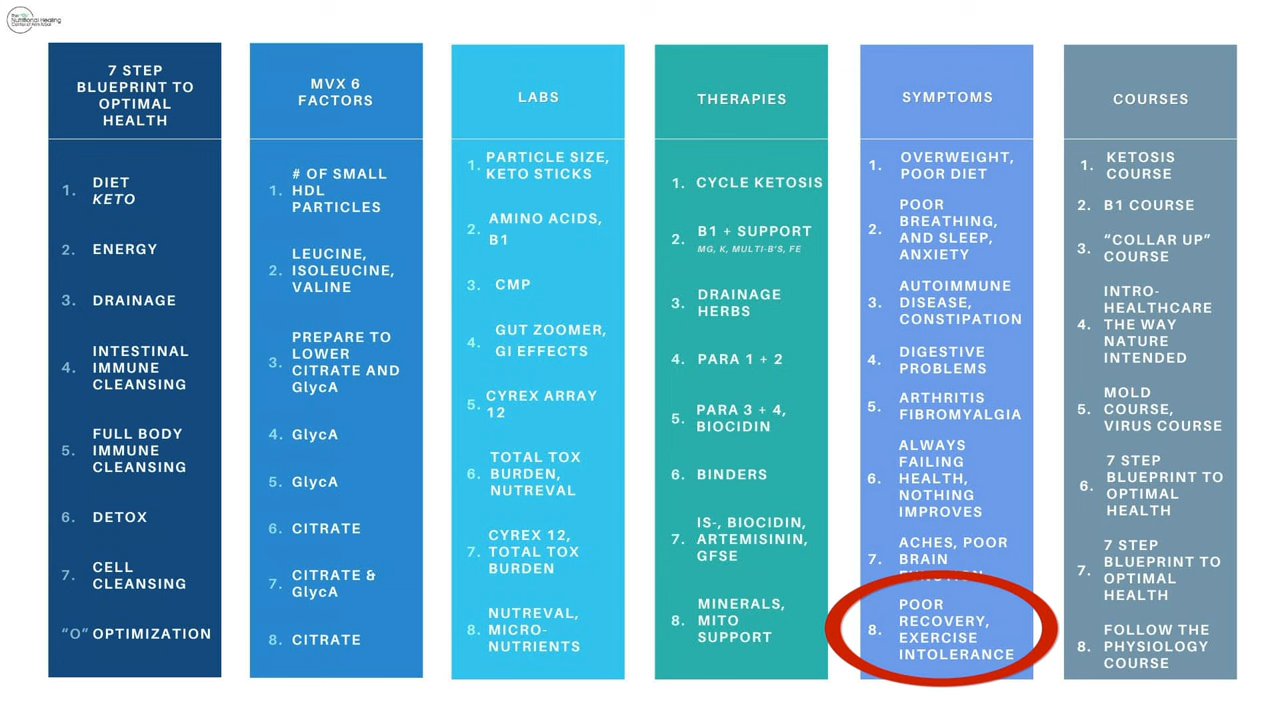 The
Nutritional Healing
Center of Ann Arbor
7 STEP
BLUEPRINT TO
OPTIMAL
HEALTH
1. DIET
KETO
2. ENERGY
3. DRAINAGE
4. INTESTINAL
IMMUNE
CLEANSING
5. FULL BODY
IMMUNE
CLEANSING
6. DETOX
7. CELL
CLEANSING
"O" OPTIMIZATION
MVX 6
FACTORS
1. # OF SMALL
HDL
PARTICLES
2. LEUCINE,
ISOLEUCINE,
VALINE
3. PREPARE TO
LOWER
CITRATE AND
GlycA
4. GlycA
5. GlycA
6. CITRATE
7. CITRATE &
GlycA
8. CITRATE
LABS
1. PARTICLE SIZE,
KETO STICKS
2. AMINO ACIDS,
B1
3. CMP
4. GUT ZOOMER,
GI EFFECTS
5. CYREX ARRAY
12
6. TOTAL TOX
BURDEN,
NUTREVAL
7. CYREX 12,
TOTAL TOX
BURDEN
8. NUTREVAL,
MICRO-
NUTRIENTS
THERAPIES
1. CYCLE KETOSIS
2. B1 + SUPPORT
MG, K, MULTI-B'S, FE
3. DRAINAGE
HERBS
4. PARA 1 + 2
5. PARA 3 + 4,
BIOCIDIN
6. BINDERS
7. IS-, BIOCIDIN,
ARTEMISININ,
GFSE
8. MINERALS,
MITO
SUPPORT
SYMPTOMS
1. OVERWEIGHT,
POOR DIET
2. POOR
BREATHING,
AND SLEEP,
ANXIETY
3. AUTOIMMUNE
DISEASE,
CONSTIPATION
4. DIGESTIVE
PROBLEMS
5. ARTHRITIS
FIBROMYALGIA
6. ALWAYS
FAILING
HEALTH,
NOTHING
IMPROVES
7. ACHES, POOR
BRAIN
FUNCTION
8. POOR
RECOVERY,
EXERCISE
INTOLERANCE
COURSES
1. KETOSIS
COURSE
2. B1 COURSE
3. "COLLAR UP"
COURSE
4. INTRO-
HEALTHCARE
THE WAY
NATURE
INTENDED
5. MOLD
COURSE,
VIRUS COURSE
6. 7 STEP
BLUEPRINT TO
OPTIMAL
HEALTH
7. 7 STEP
BLUEPRINT TO
OPTIMAL
HEALTH
8. FOLLOW THE
PHYSIOLOGY
COURSE